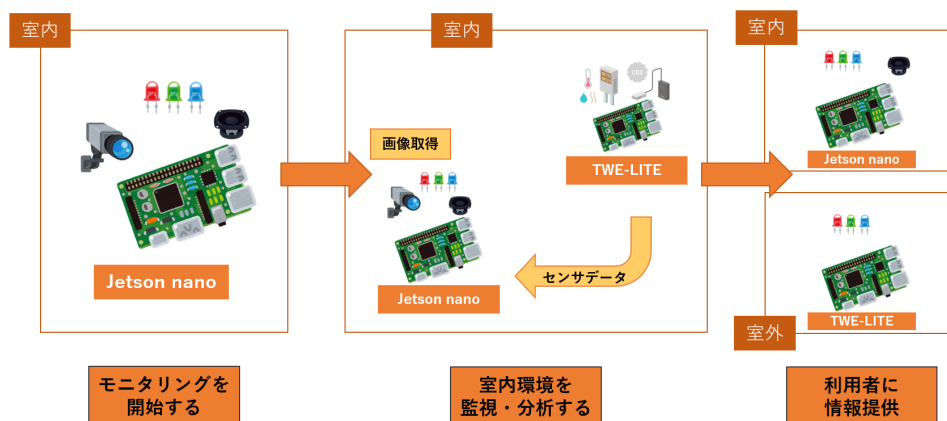 室内
Jetson nano
モニタリングを
開始する
室内
画像取得
CO2
TWE-LITE
センサデータ
Jetson nano
室内環境を
監視・分析する
室内
Jetson nano
TWE-LITE
室外
利用者に
情報提供